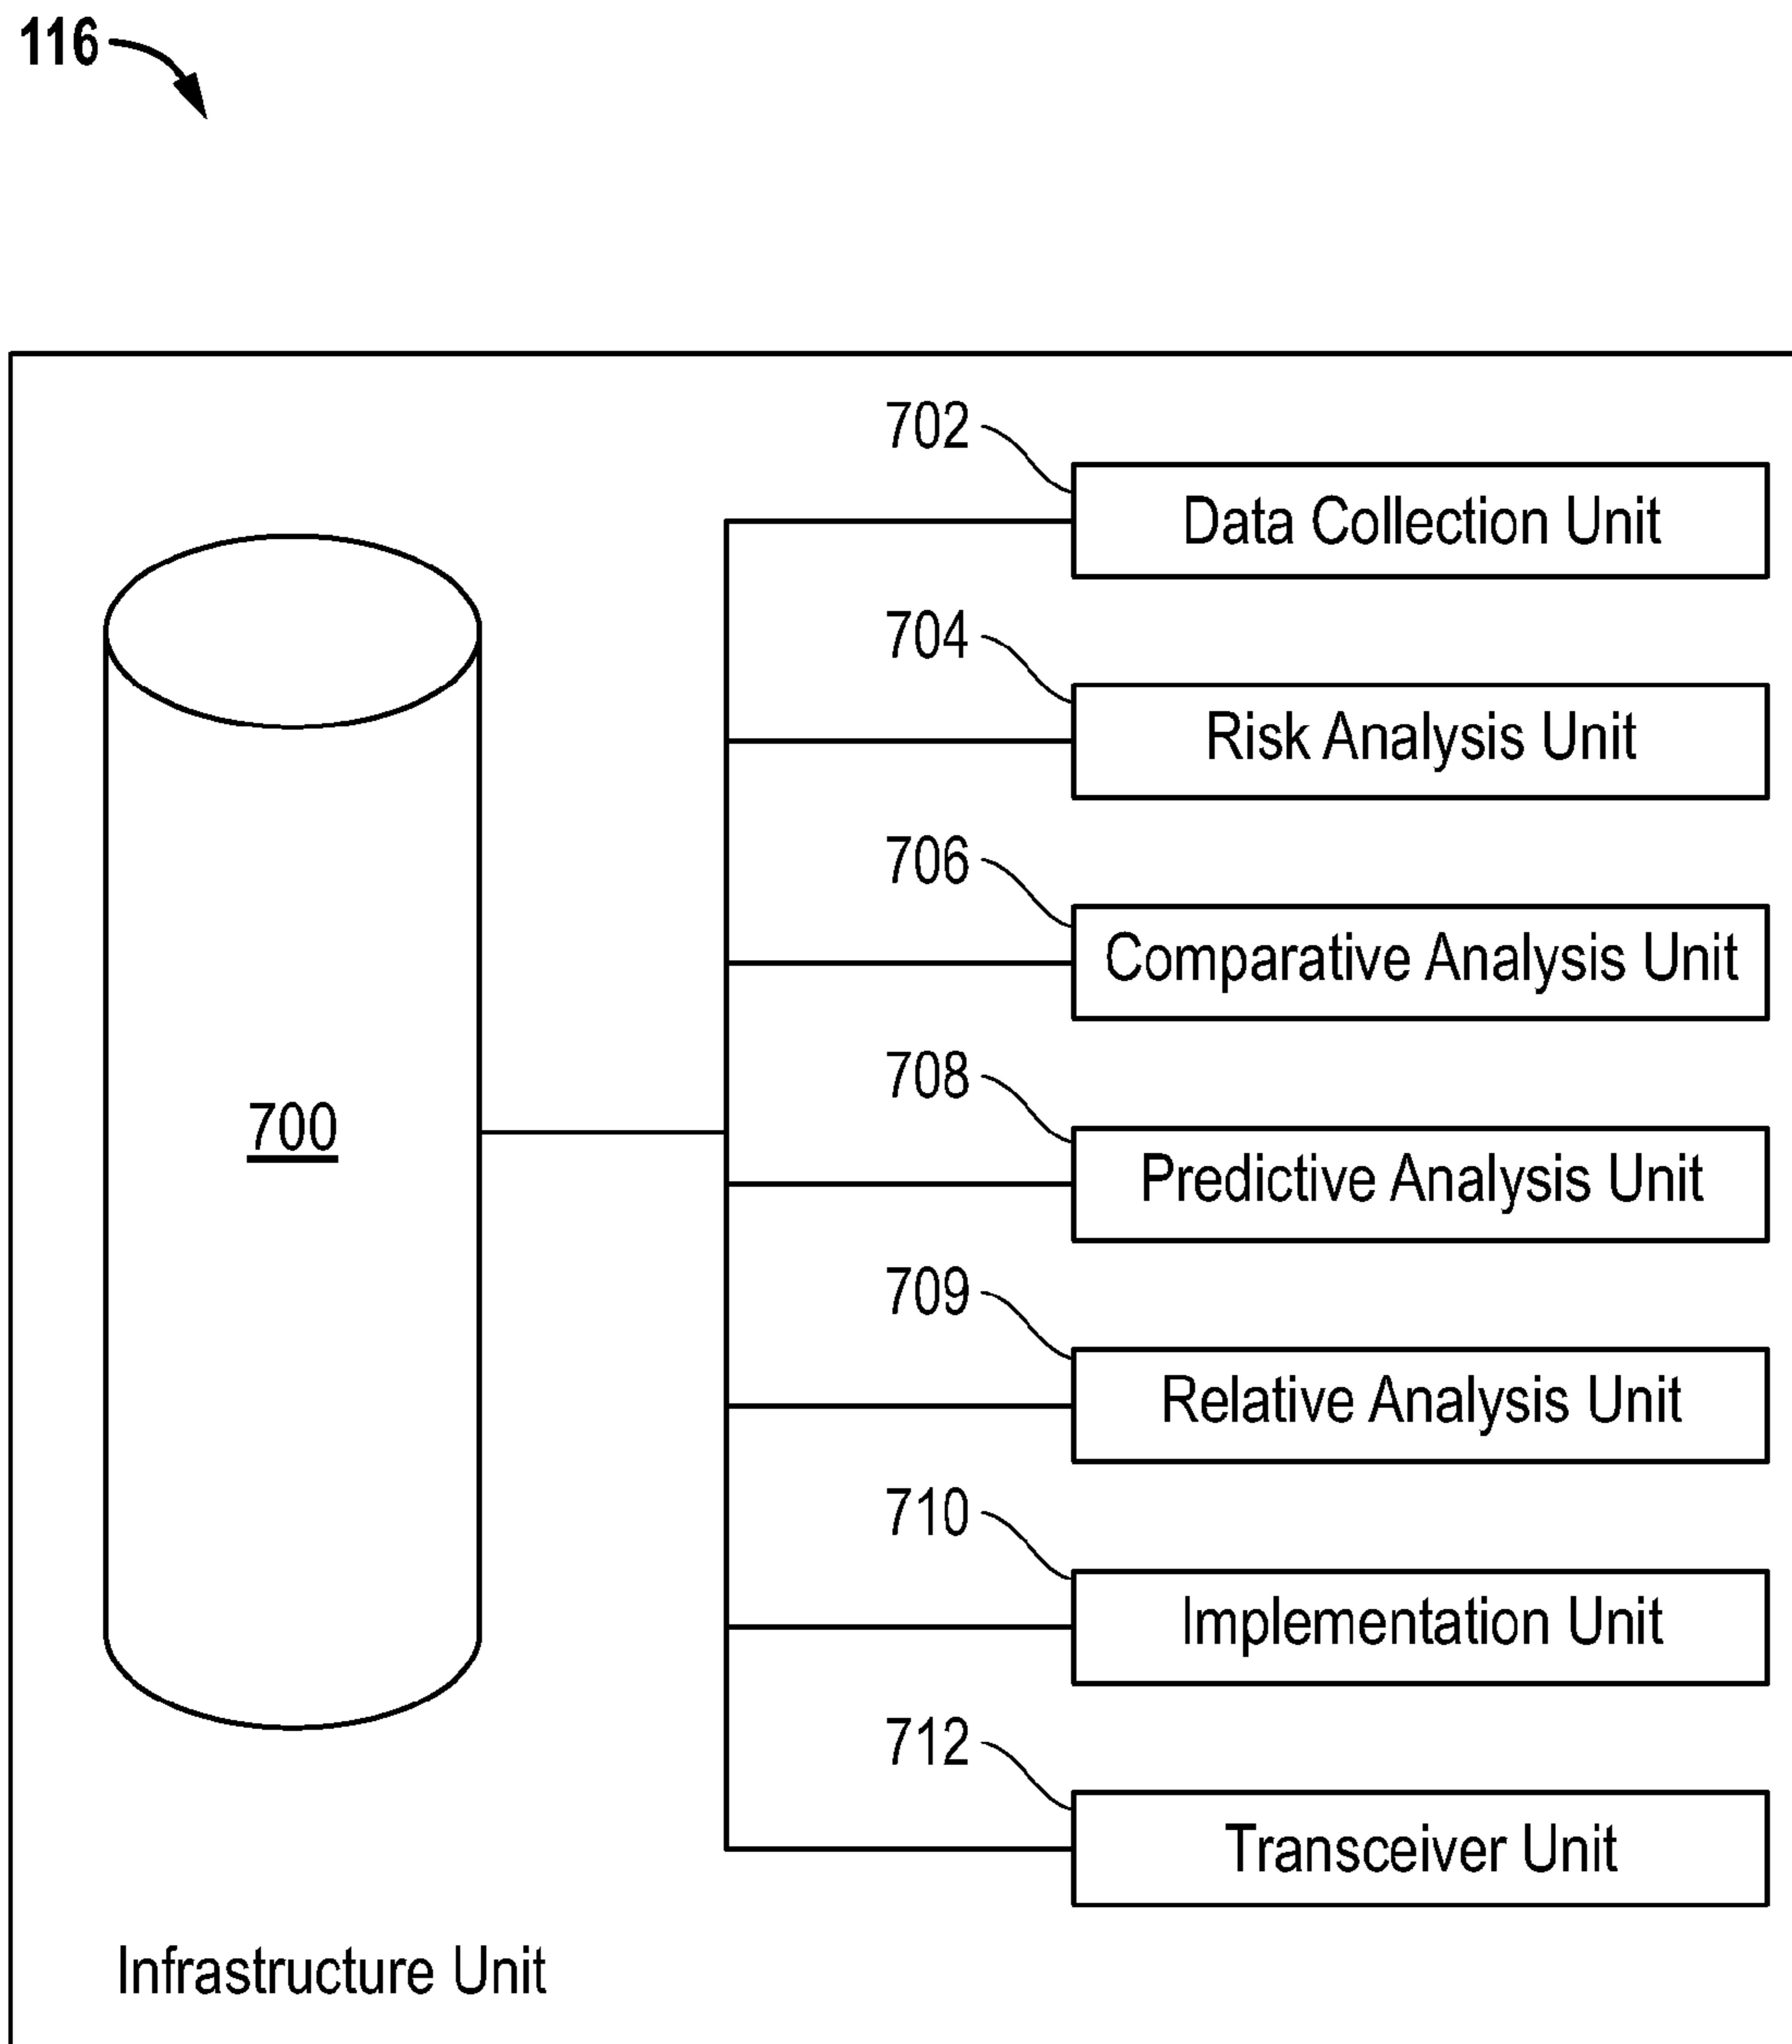 116
702
Data Collection Unit
704
Risk Analysis Unit
706
Comparative Analysis Unit
708
700
Predictive Analysis Unit
709
Relative Analysis Unit
710
Implementation Unit
712
Transceiver Unit
Infrastructure Unit